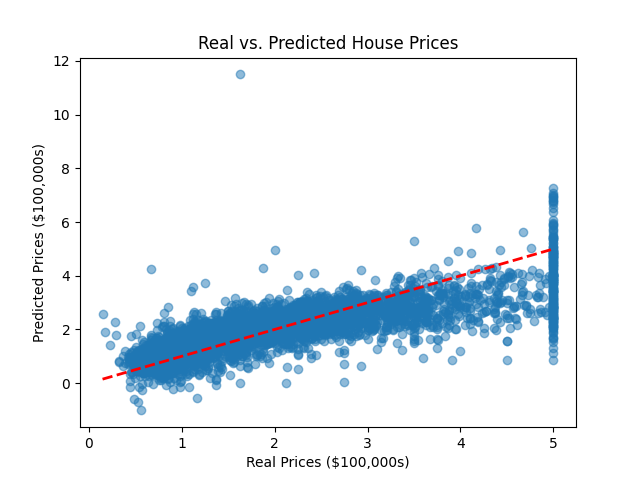 Real vs. Predicted House Prices
12
10
8
6
4
2
0
Predicted Prices ($100,000s)
0 1 2 3 4 5
Real Prices ($100,000s)